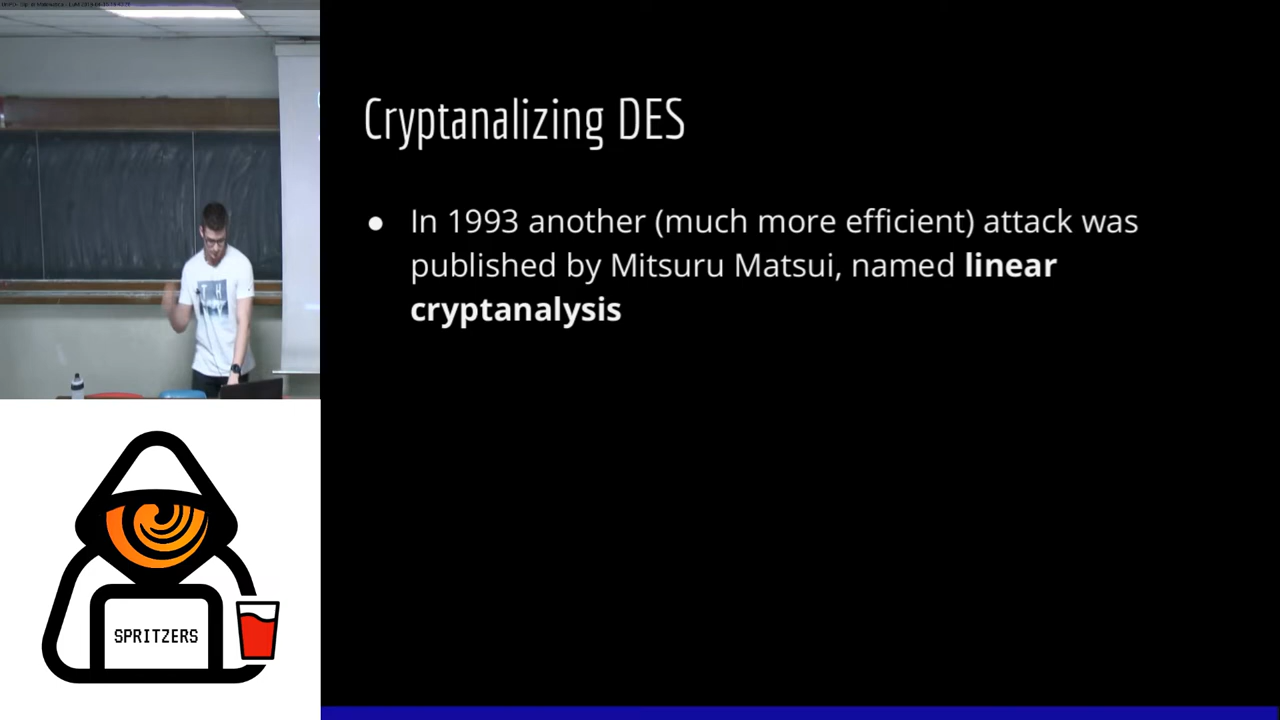 Cryptanalizing DES
● In 1993 another (much more efficient) attack was
published by Mitsuru Matsui, named linear
cryptanalysis
SPRITZERS